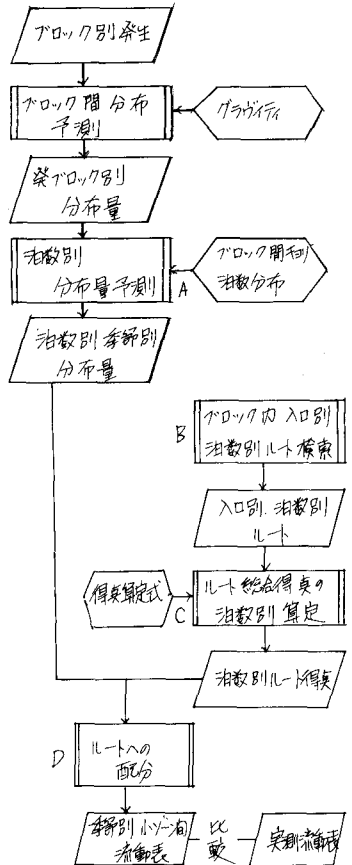 ブロック別発生
ブロック間分布
予測
グラヴィティ
発ブロック別
分布量
泊数別
分布量予測
A
ブロック間キョリ
泊数分布
泊数別季節別
分布量
B
ブロック内入口別
泊数別ルート検索
入口別.泊数別
ルート
得点算定式
C
ルート総合得点の
泊数別算定
泊数別ルート得点
D
ルートへの
配分
季節別小ゾーン間
流動表
比
較
実測流動表